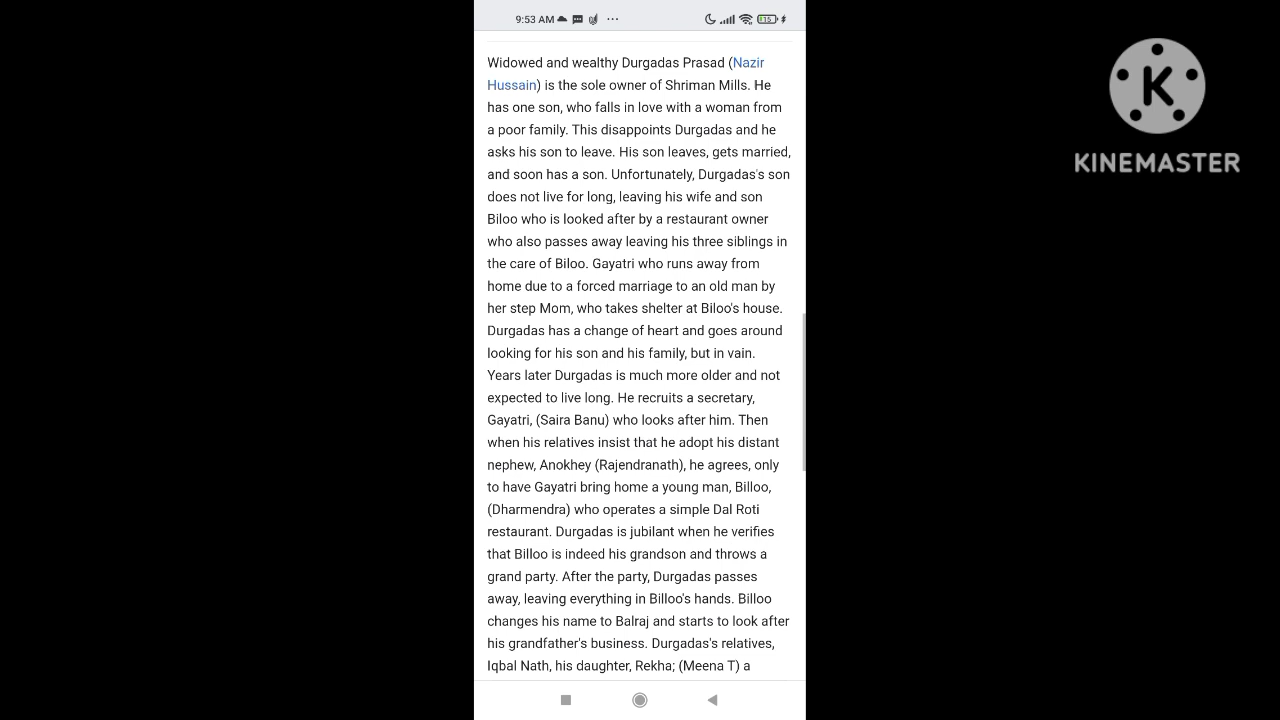 9:53 AM
15
Widowed and wealthy Durgadas Prasad (Nazir
Hussain) is the sole owner of Shriman Mills. He
has one son, who falls in love with a woman from
a poor family. This disappoints Durgadas and he
asks his son to leave. His son leaves, gets married,
and soon has a son. Unfortunately, Durgadas's son
does not live for long, leaving his wife and son
Biloo who is looked after by a restaurant owner
who also passes away leaving his three siblings in
the care of Biloo. Gayatri who runs away from
home due to a forced marriage to an old man by
her step Mom, who takes shelter at Biloo's house.
Durgadas has a change of heart and goes around
looking for his son and his family, but in vain.
Years later Durgadas is much more older and not
expected to live long. He recruits a secretary,
Gayatri, (Saira Banu) who looks after him. Then
when his relatives insist that he adopt his distant
nephew, Anokhey (Rajendranath), he agrees, only
to have Gayatri bring home a young man, Billoo,
(Dharmendra) who operates a simple Dal Roti
restaurant. Durgadas is jubilant when he verifies
that Billoo is indeed his grandson and throws a
grand party. After the party, Durgadas passes
away, leaving everything in Billoo's hands. Billoo
changes his name to Balraj and starts to look after
his grandfather's business. Durgadas's relatives,
Iqbal Nath, his daughter, Rekha; (Meena T) a
K
KINEMASTER